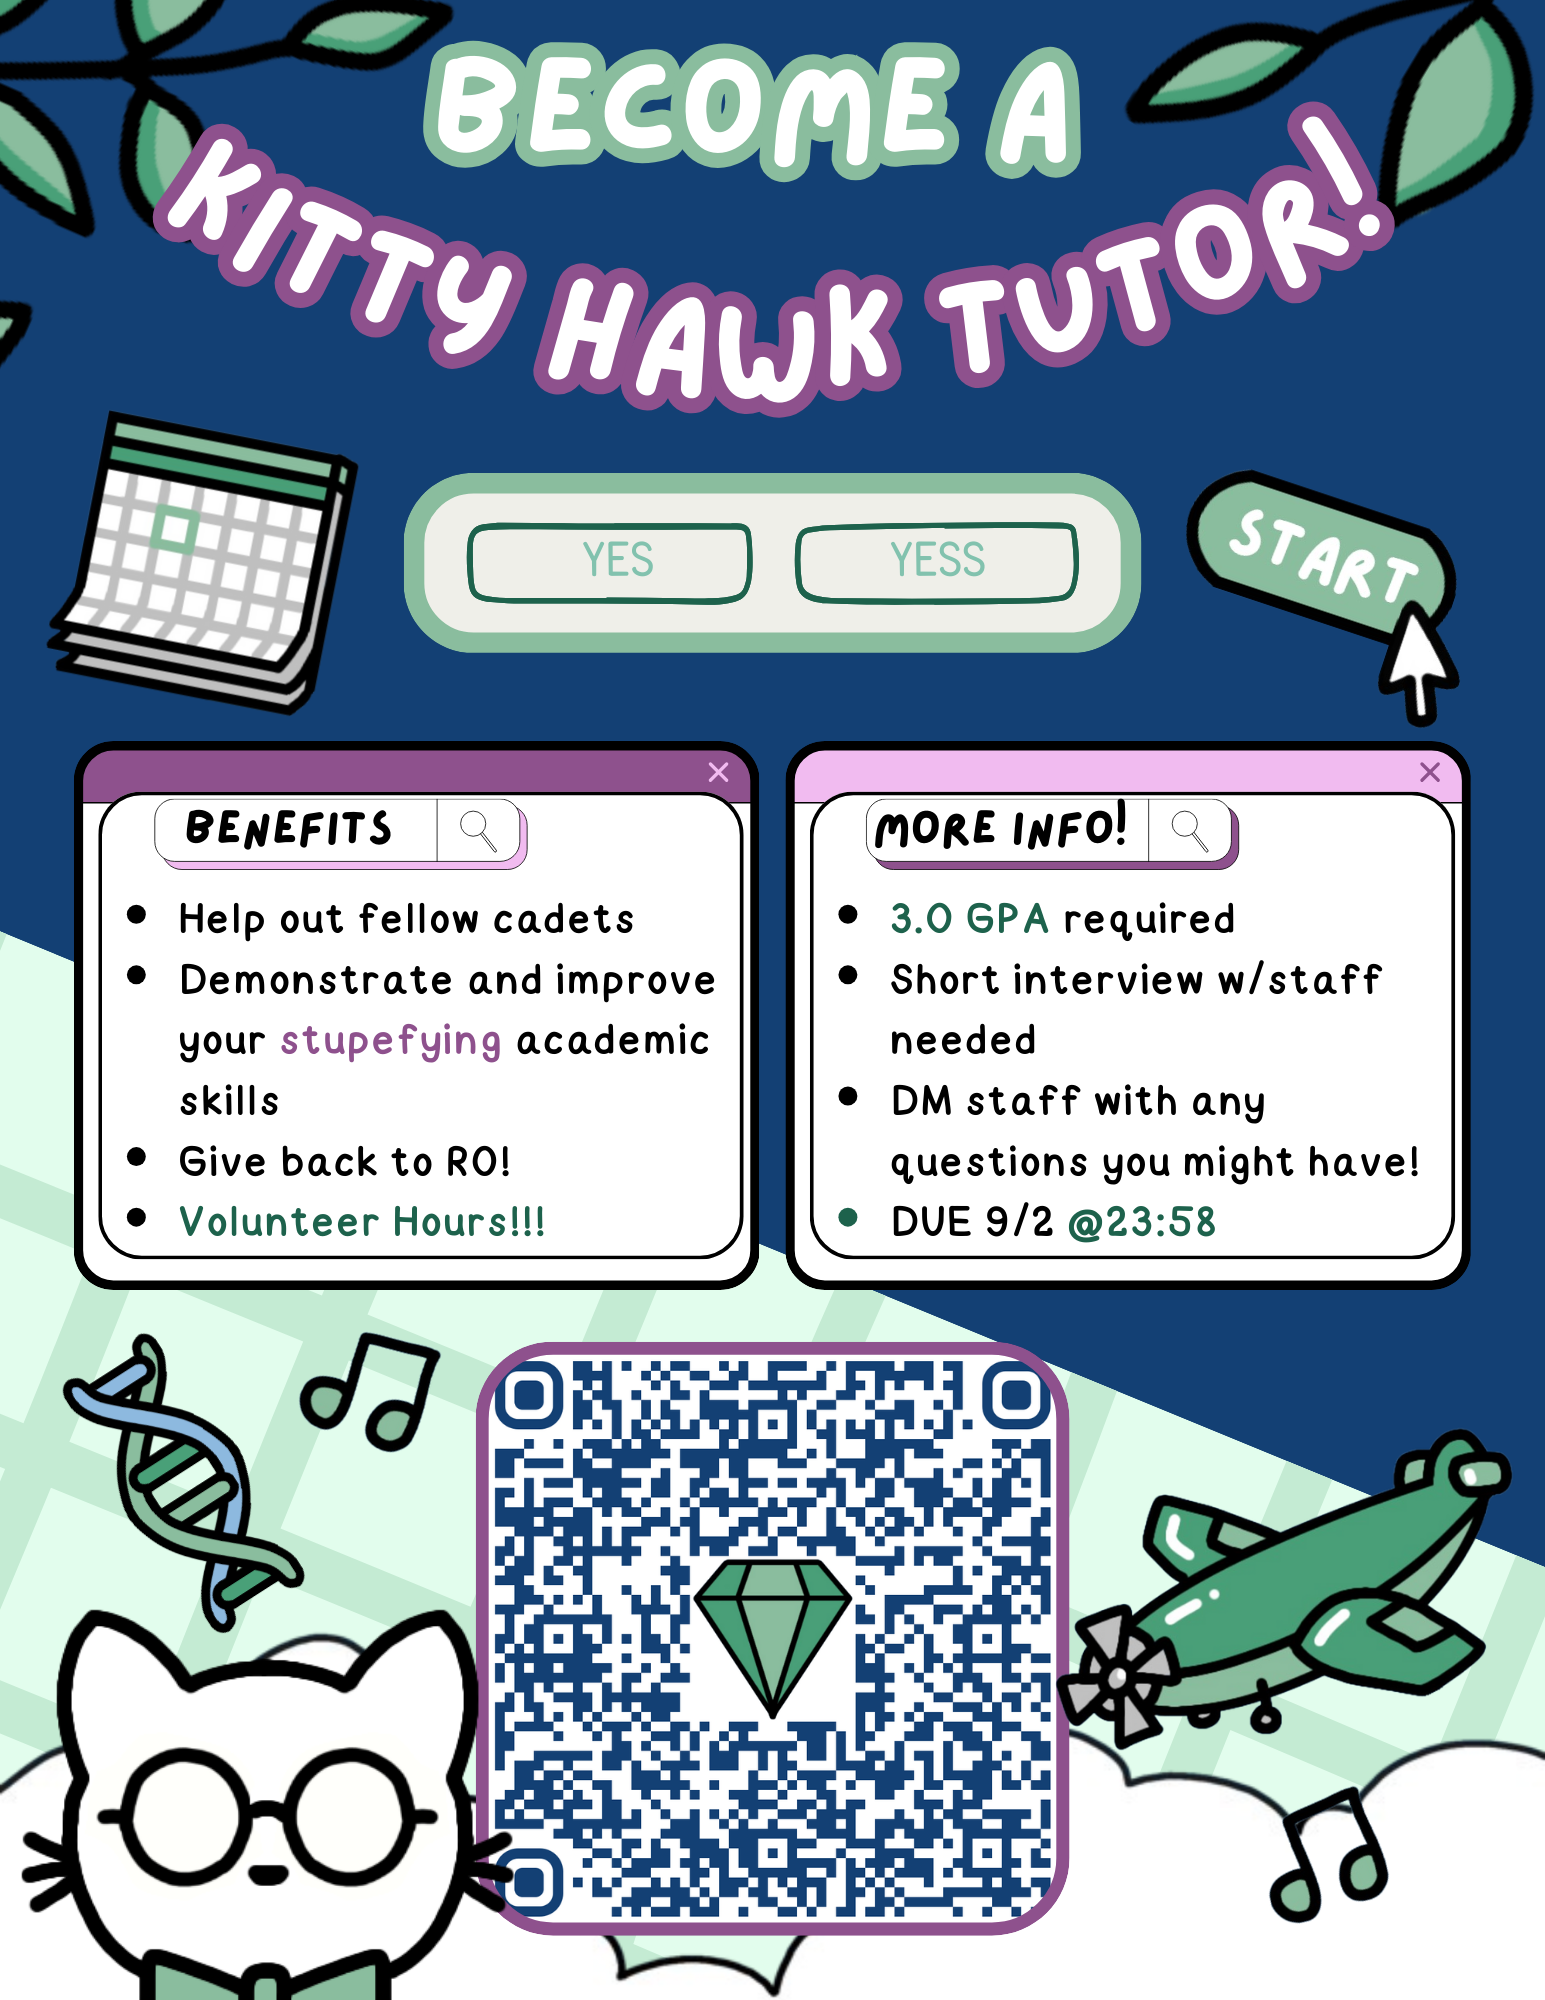 BECOME A
KITTY HAWK TUTOR!
YES
YESS
START
BENEFITS
Help out fellow cadets
Demonstrate and improve
your stupefying academic
skills
Give back to RO!
Volunteer Hours!!!
MORE INFO!
3.0 GPA required
Short interview w/staff
needed
DM staff with any
questions you might have!
DUE 9/2 @23:58